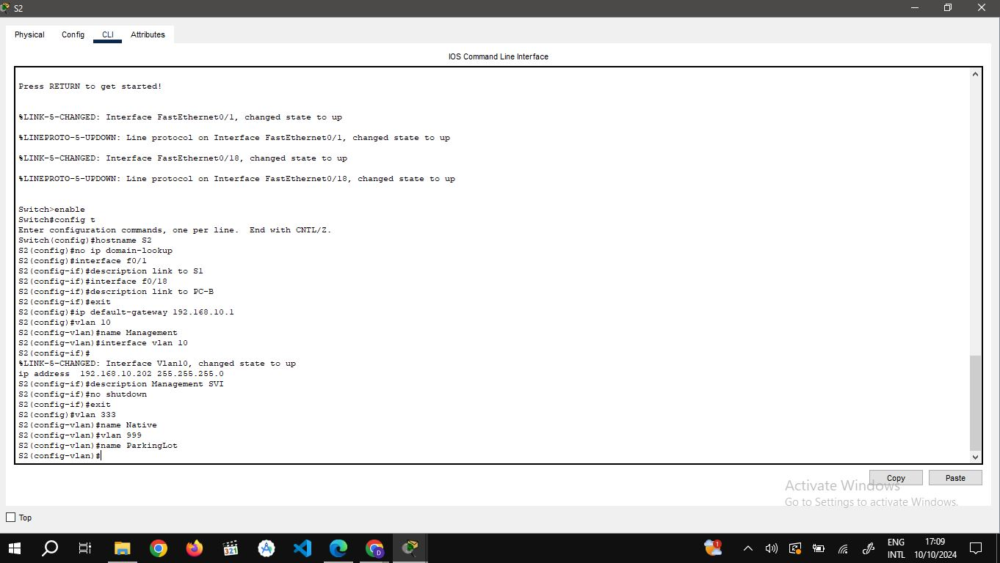 S2
Physical Config CLI Attributes
IOS Command Line Interface
Press RETURN to get started!
%LINK-5-CHANGED: Interface FastEthernet0/1, changed state to up
%LINEPROTO-5-UPDOWN: Line protocol on Interface FastEthernet0/1, changed state to up
%LINK-5-CHANGED: Interface FastEthernet0/18, changed state to up
%LINEPROTO-5-UPDOWN: Line protocol on Interface FastEthernet0/18, changed state to up
Switch>enable
Switch#config t
Enter configuration commands, one per line.  End with CNTL/Z.
Switch(config)#hostname S2
S2(config)#no ip domain-lookup
S2(config)#interface f0/1
S2(config-if)#description link to S1
S2(config-if)#interface f0/18
S2(config-if)#description link to PC-B
S2(config-if)#exit
S2(config)#ip default-gateway 192.168.10.1
S2(config)#vlan 10
S2(config-vlan)#name Management
S2(config-vlan)#interface vlan 10
S2(config-if)#
%LINK-5-CHANGED: Interface Vlan10, changed state to up
ip address  192.168.10.202 255.255.255.0
S2(config-if)#description Management SVI
S2(config-if)#no shutdown
S2(config-if)#exit
S2(config)#vlan 333
S2(config-vlan)#name Native
S2(config-vlan)#vlan 999
S2(config-vlan)#name ParkingLot
S2(config-vlan)#
Copy Paste
Activate Windows
Go to Settings to activate Windows.
Top
321
D
1
ENG
INTL
17:09
10/10/2024